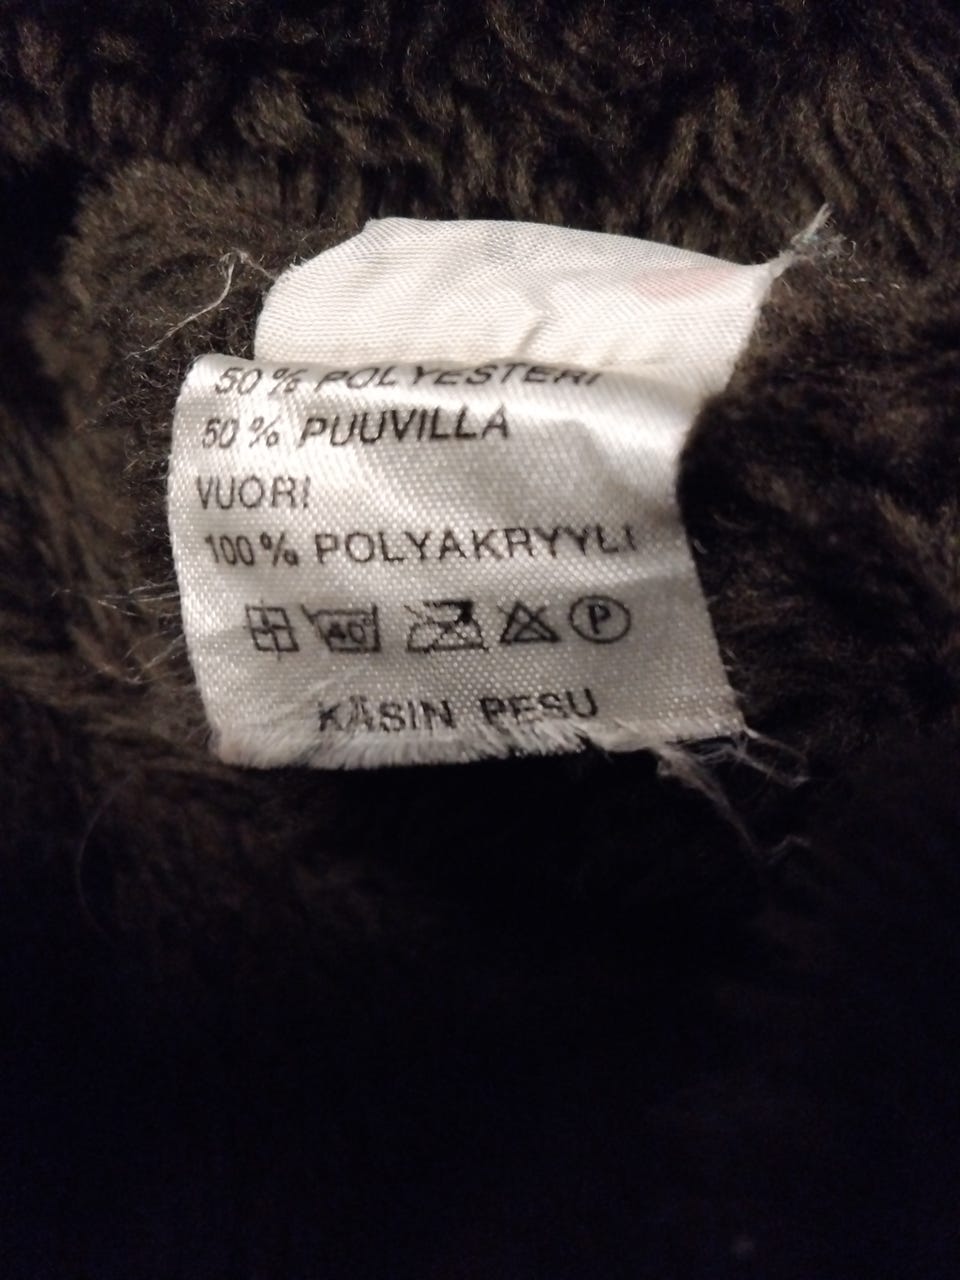 50% POLYESTERI
50% PUUVILLA
VUORI
100% POLYAKRYYLI
40° P
KÄSIN PESU